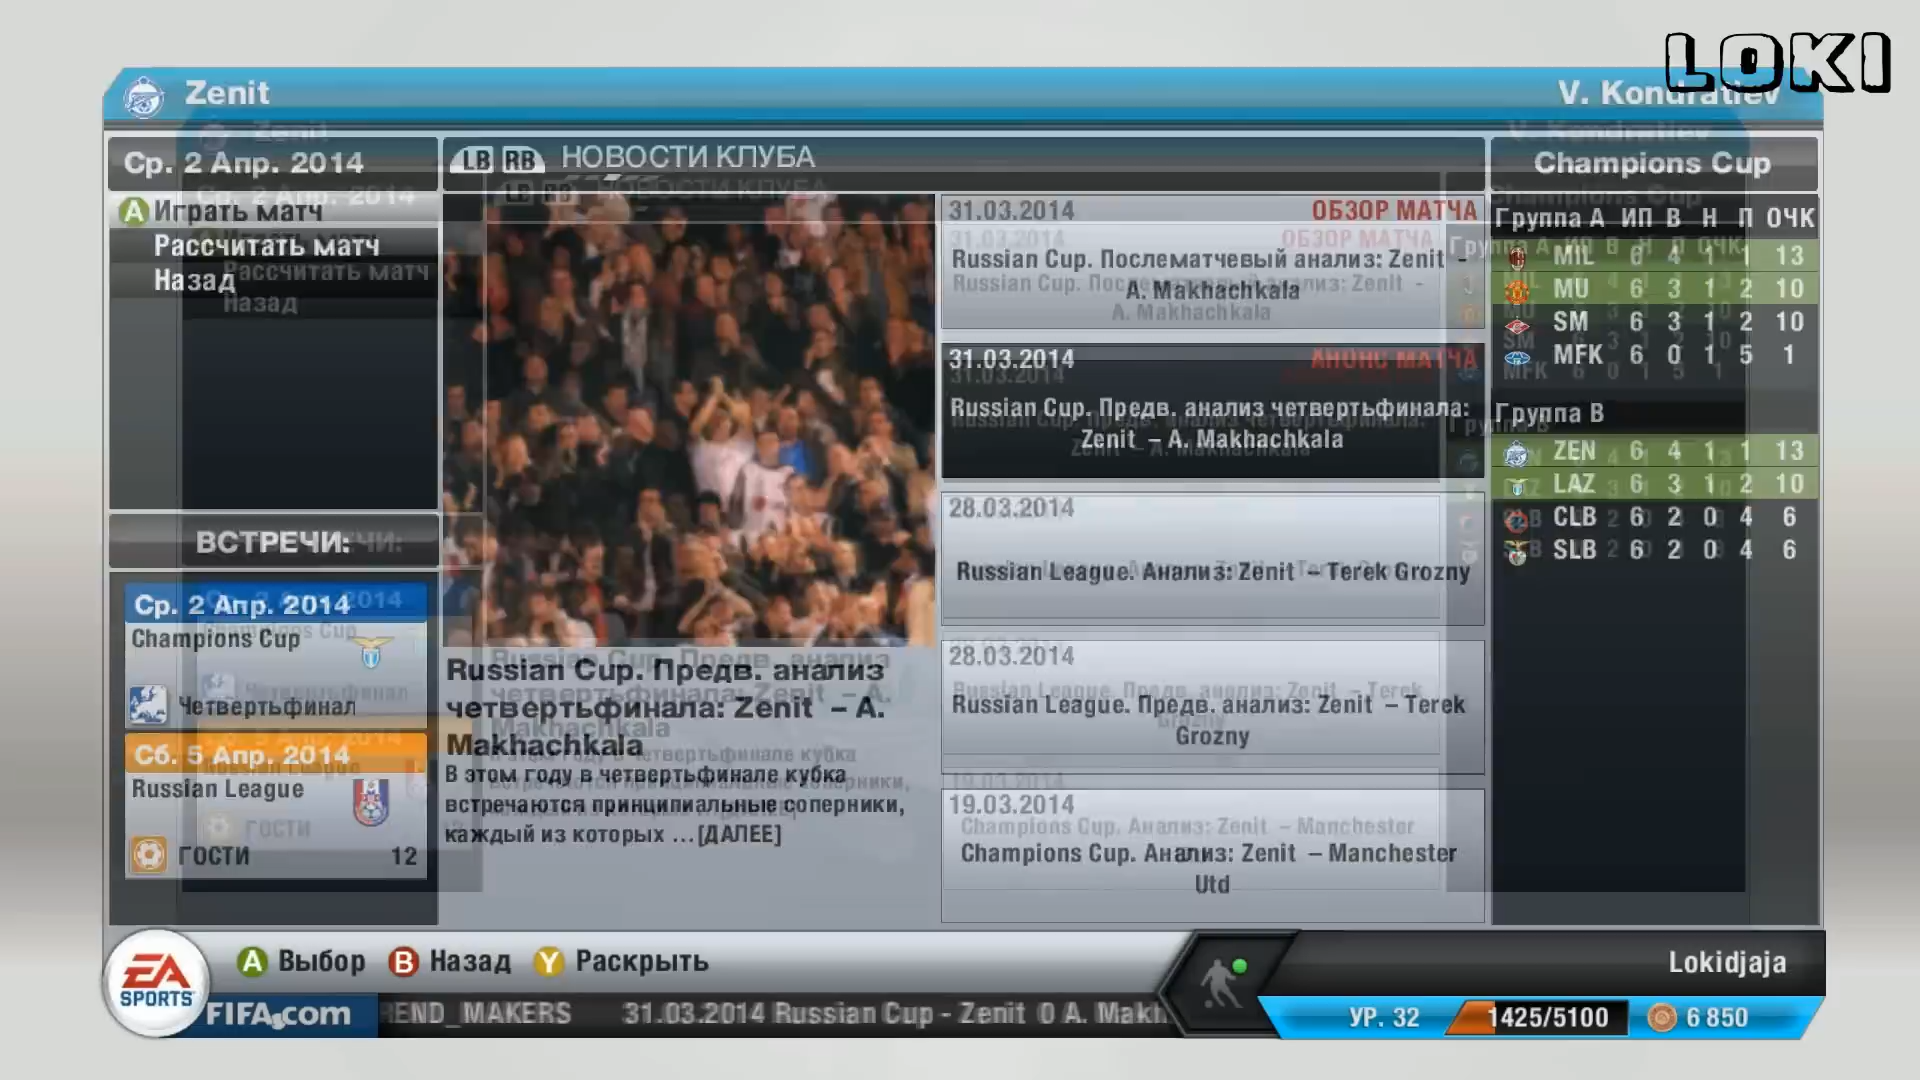 LOKI
Zenit
V. Kondratiev
Ср. 2 Апр. 2014
LB RB НОВОСТИ КЛУБА
Champions Cup
A Играть матч
Рассчитать матч
Назад
31.03.2014 ОБЗОР МАТЧА
Russian Cup. Послематчевый анализ: Zenit -
A. Makhachkala
31.03.2014 АНОНС МАТЧА
Russian Cup. Предв. анализ четвертьфинала:
Zenit – A. Makhachkala
28.03.2014
Russian League. Анализ: Zenit – Terek Grozny
28.03.2014
Russian League. Предв. анализ: Zenit – Terek
Grozny
19.03.2014
Champions Cup. Анализ: Zenit – Manchester
Utd
Группа A ИП В Н П ОЧК
MIL 6 4 1 1 13
MU 6 3 1 2 10
SM 6 3 1 2 10
MFK 6 0 1 5 1
Группа B
ZEN 6 4 1 1 13
LAZ 6 3 1 2 10
CLB 6 2 0 4 6
SLB 6 2 0 4 6
ВСТРЕЧИ:
Ср. 2 Апр. 2014
Champions Cup
Четвертьфинал
Сб. 5 Апр. 2014
Russian League
ГОСТИ 12
Russian Cup. Предв. анализ
четвертьфинала: Zenit – A.
Makhachkala
В этом году в четвертьфинале кубка
встречаются принципиальные соперники,
каждый из которых ...[ДАЛЕЕ]
A Выбор B Назад Y Раскрыть
Lokidjaja
EA SPORTS
FIFA.com
END_MAKERS 31.03.2014 Russian Cup - Zenit 0 A. Makh
УР. 32 1425/5100 6 850